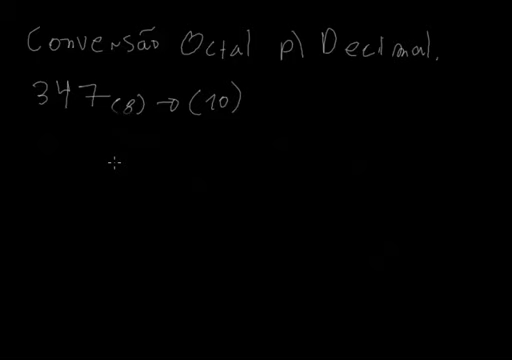 Conversão Octal p\ Decimal.
347(8) → (10)